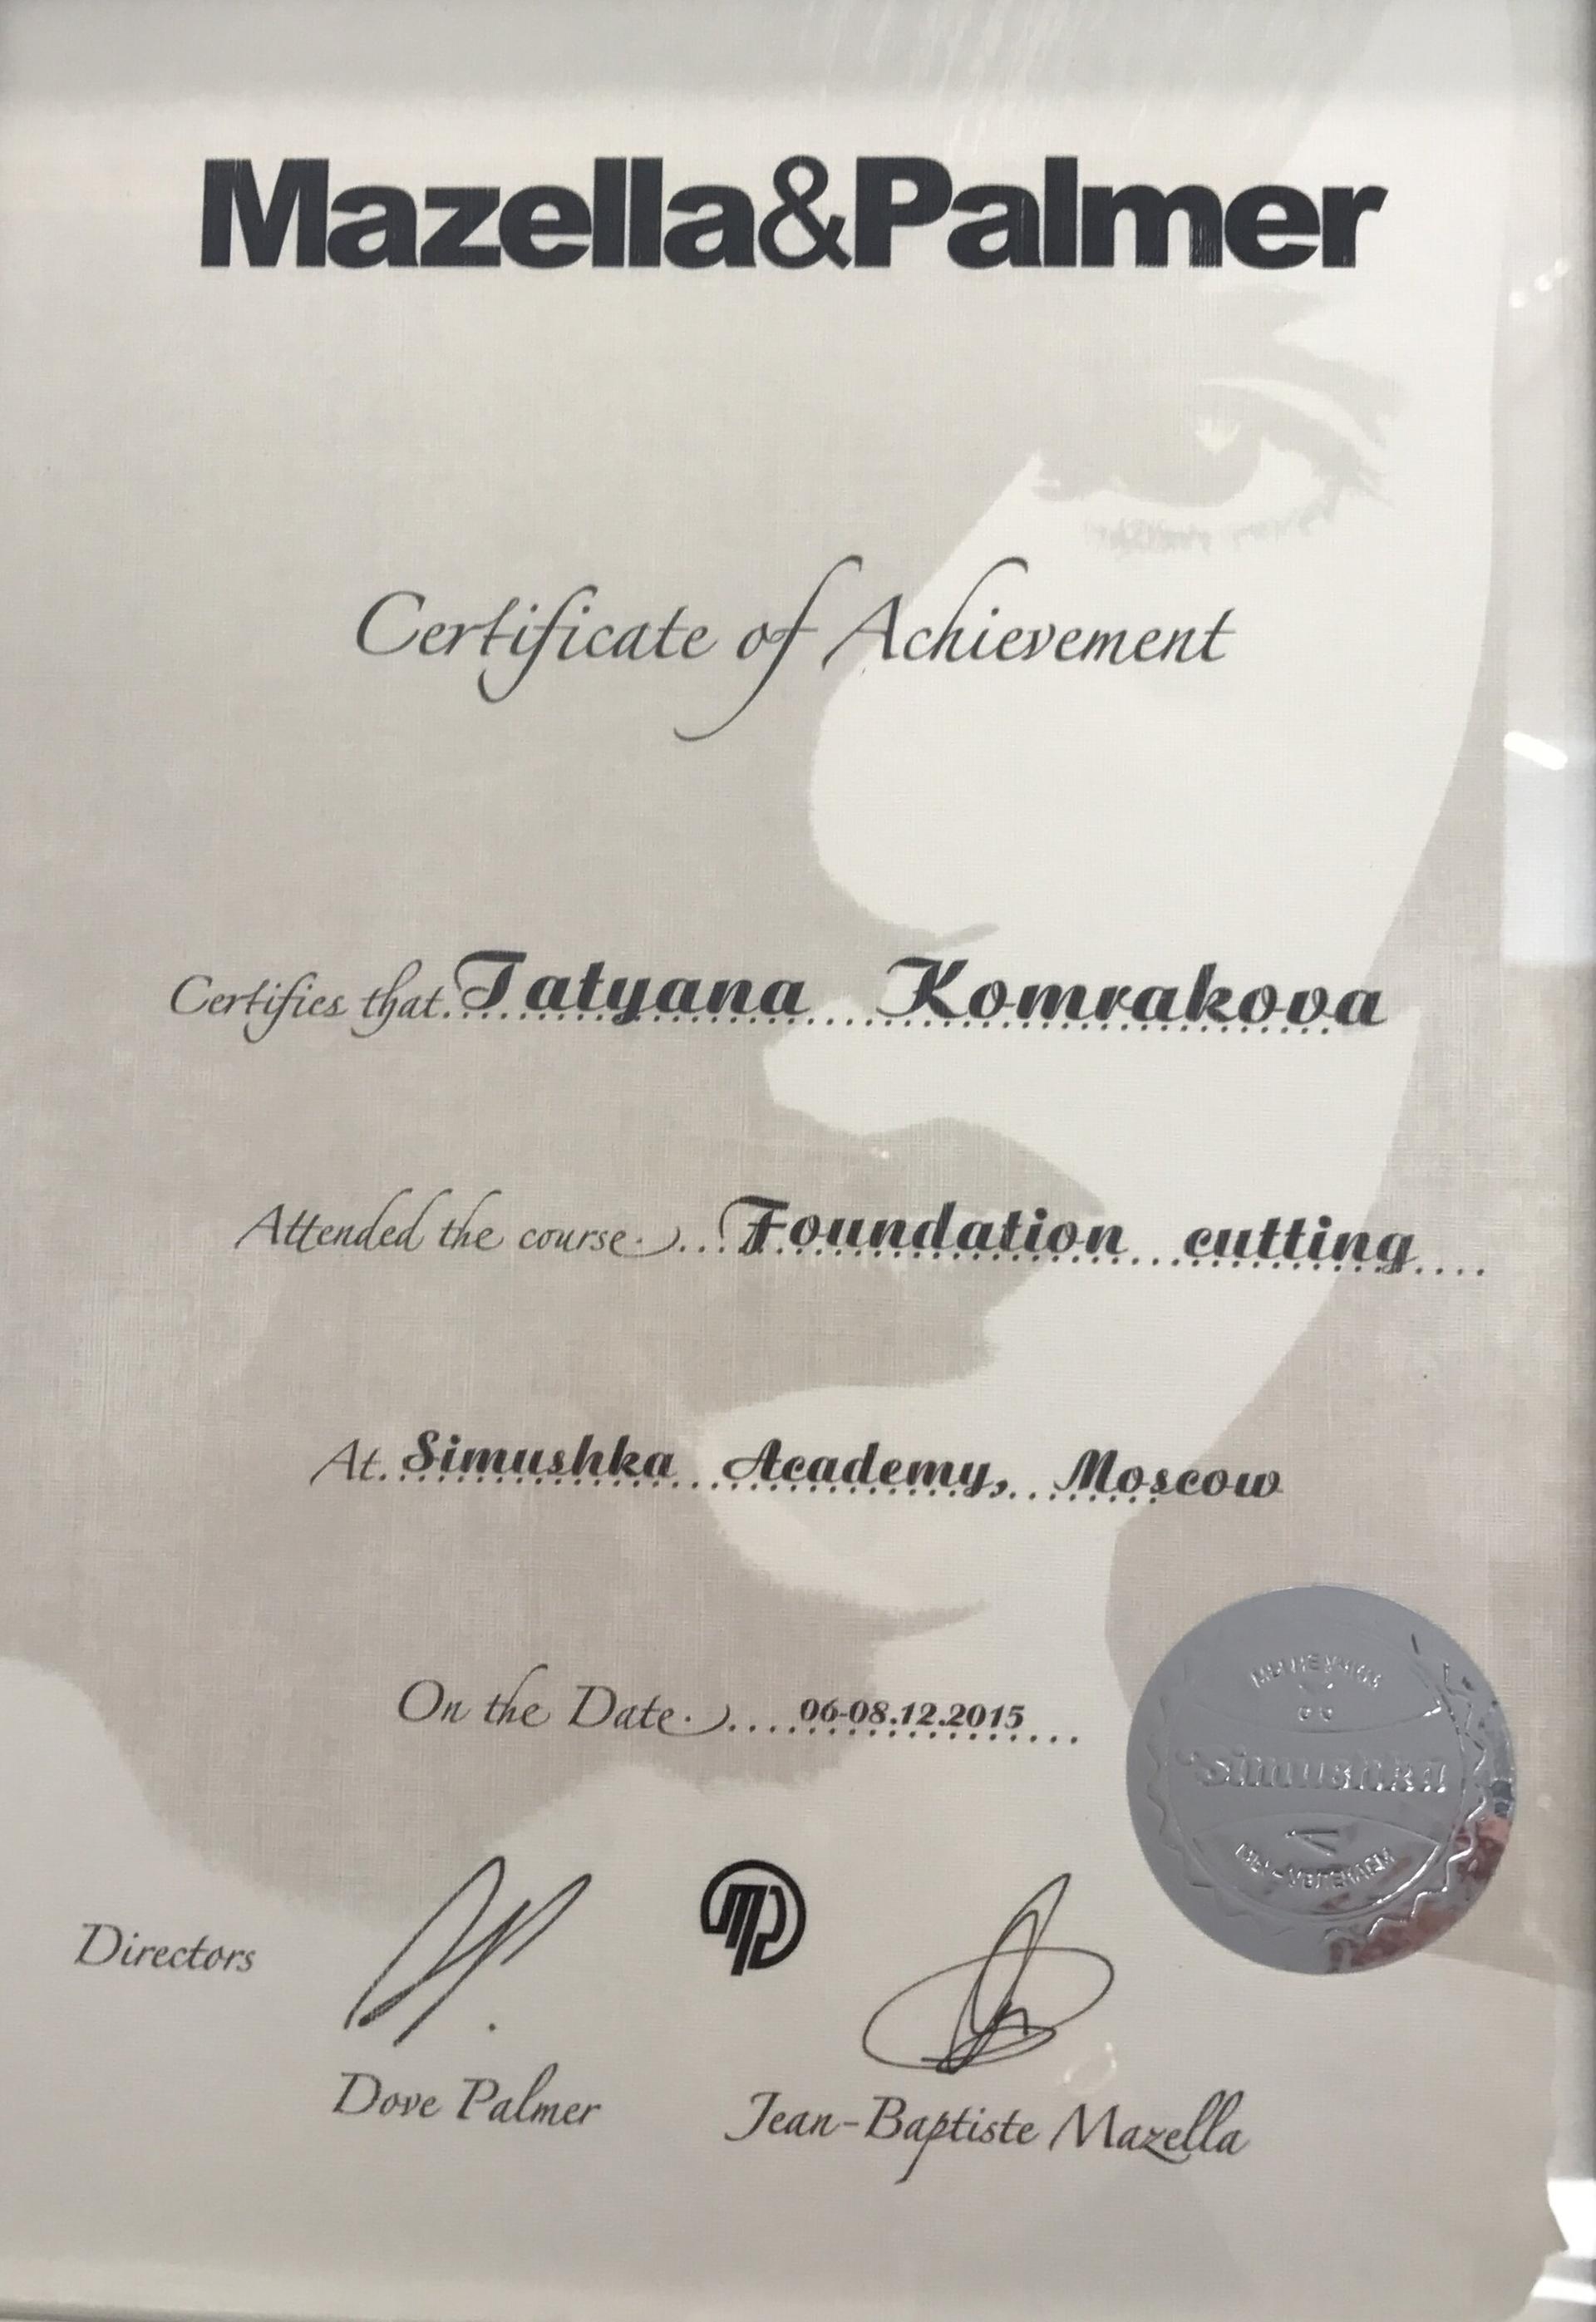 Mazella&Palmer
Certificate of Achievement
Certifies that Tatyana Komrakova
Attended the course Foundation cutting
At Simushka Academy, Moscow
On the Date 06-08.12.2015
Simushka
Directors
Dove Palmer
Jean-Baptiste Mazella